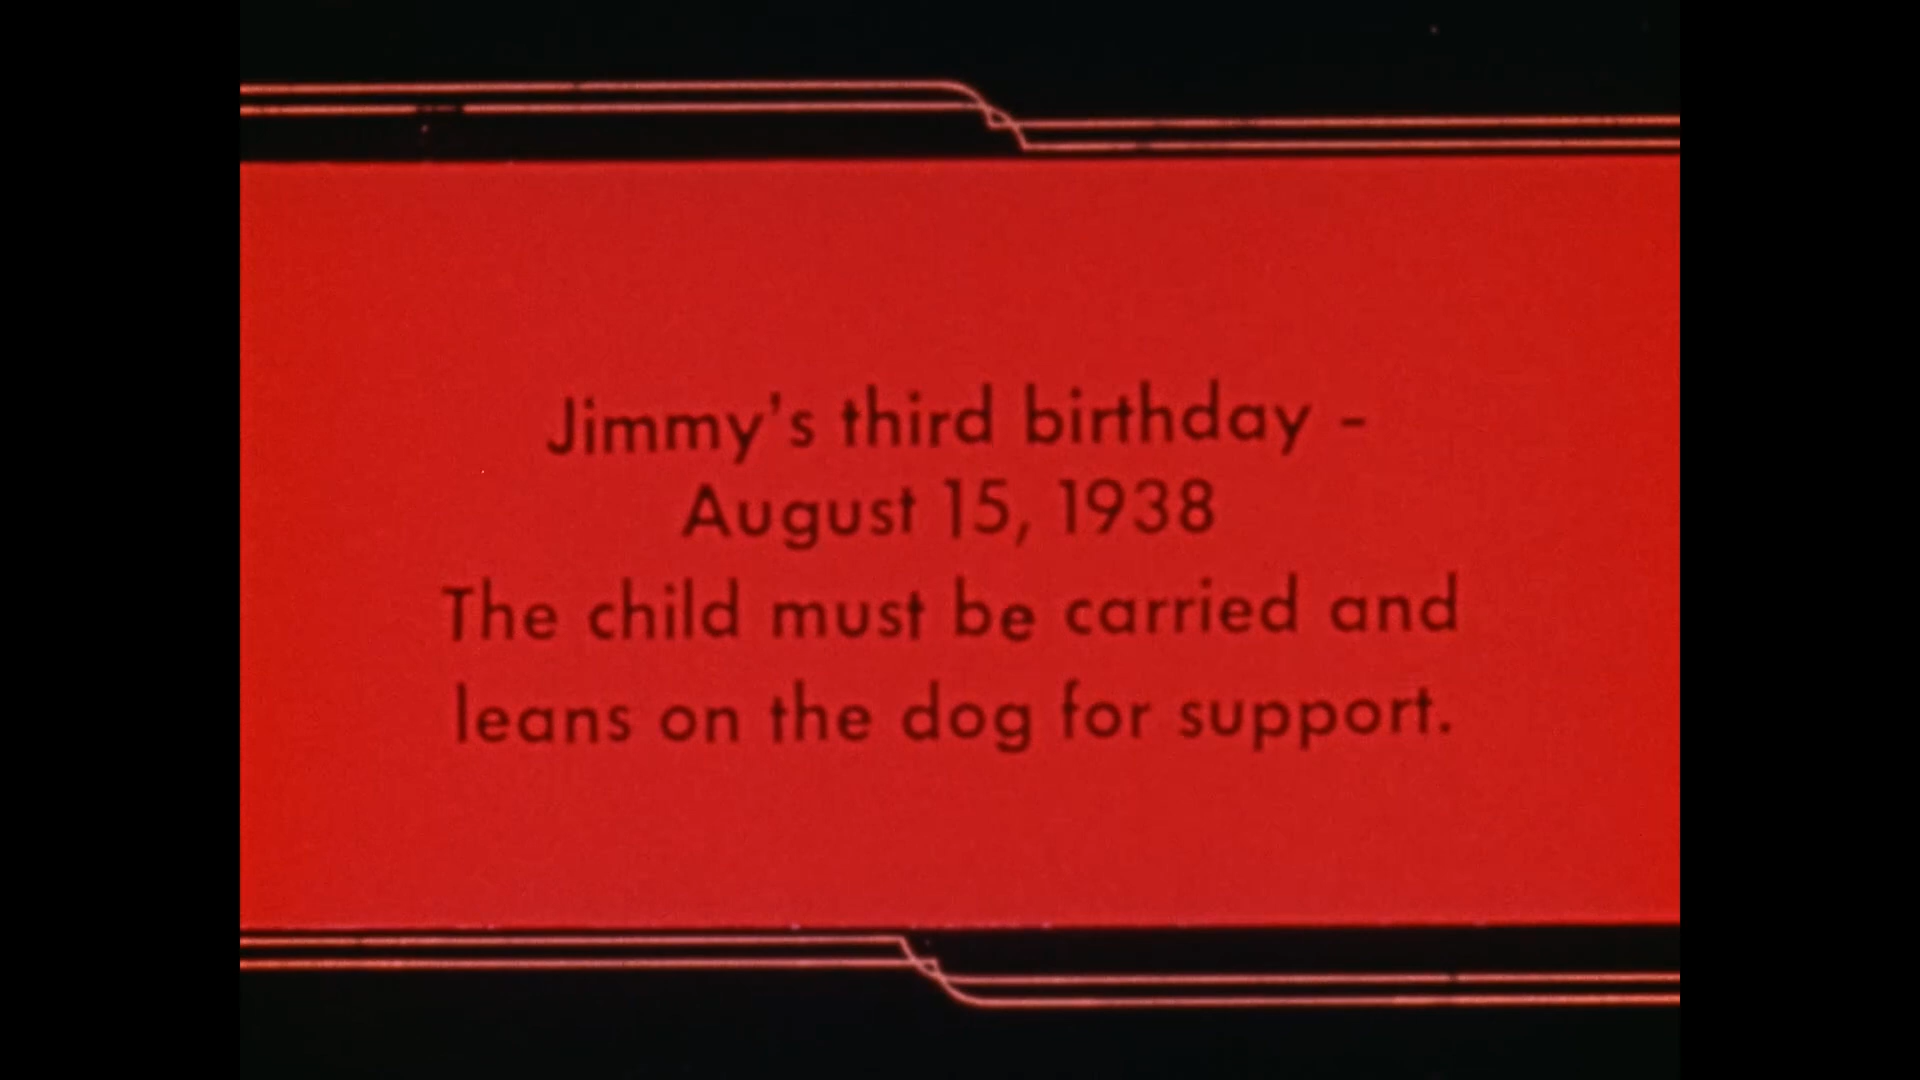 Jimmy's third birthday -
August 15, 1938
The child must be carried and
leans on the dog for support.